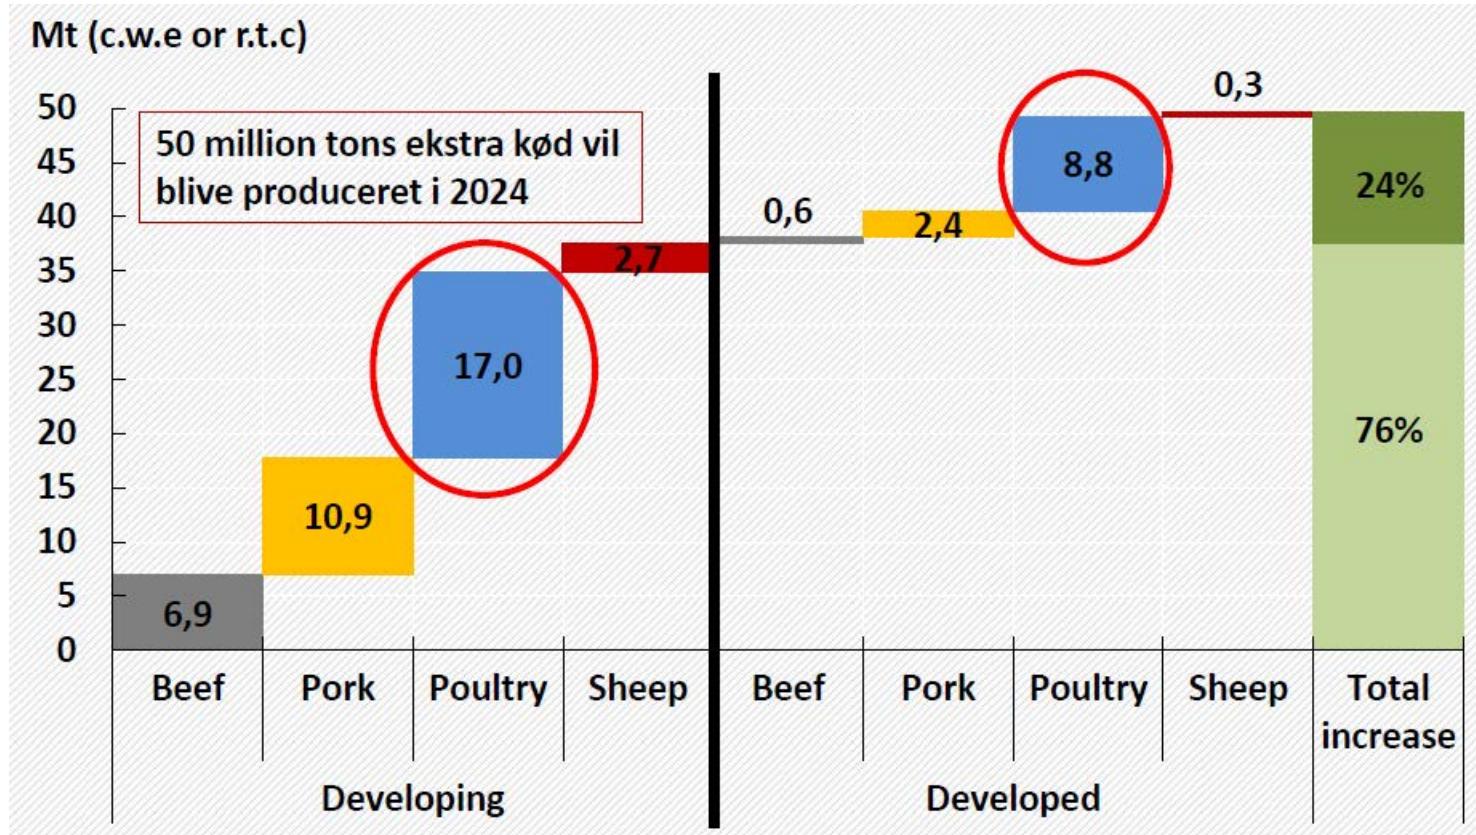 Mt (c.w.e or r.t.c)
50
45
40
35
30
25
20
15
10
5
0
50 million tons ekstra kød vil
blive produceret i 2024
6,9
10,9
17,0
2,7
0,6
2,4
8,8
0,3
24%
76%
Beef
Pork
Poultry
Sheep
Beef
Pork
Poultry
Sheep
Total
increase
Developing
Developed